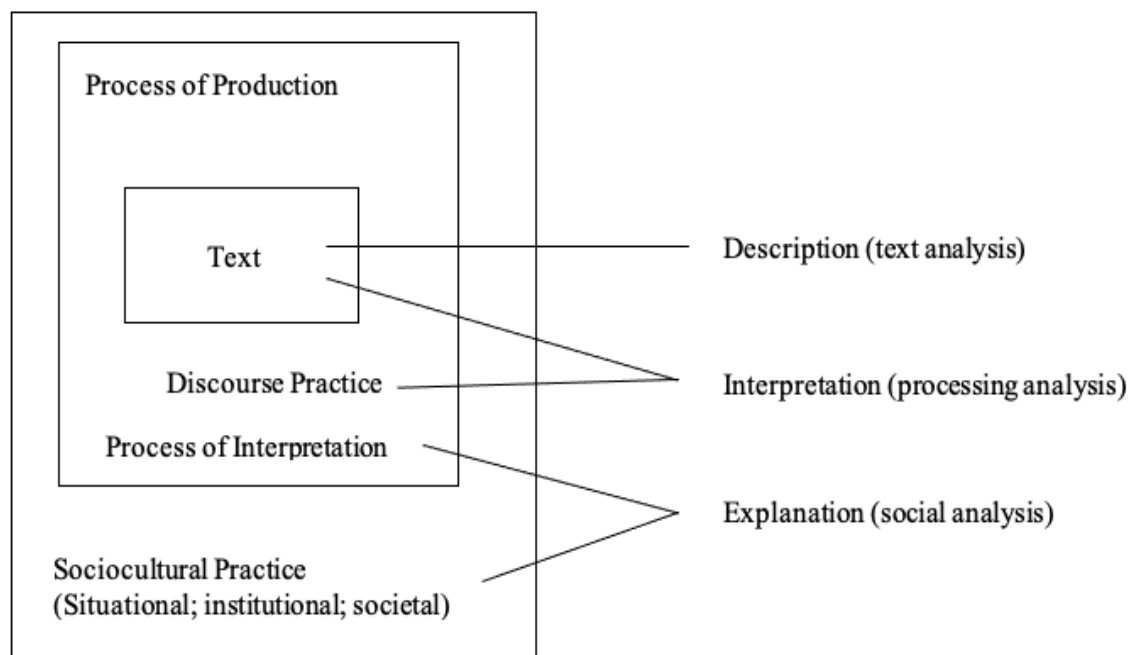 Process of Production
Text
Description (text analysis)
Discourse Practice
Interpretation (processing analysis)
Process of Interpretation
Explanation (social analysis)
Sociocultural Practice
(Situational; institutional; societal)